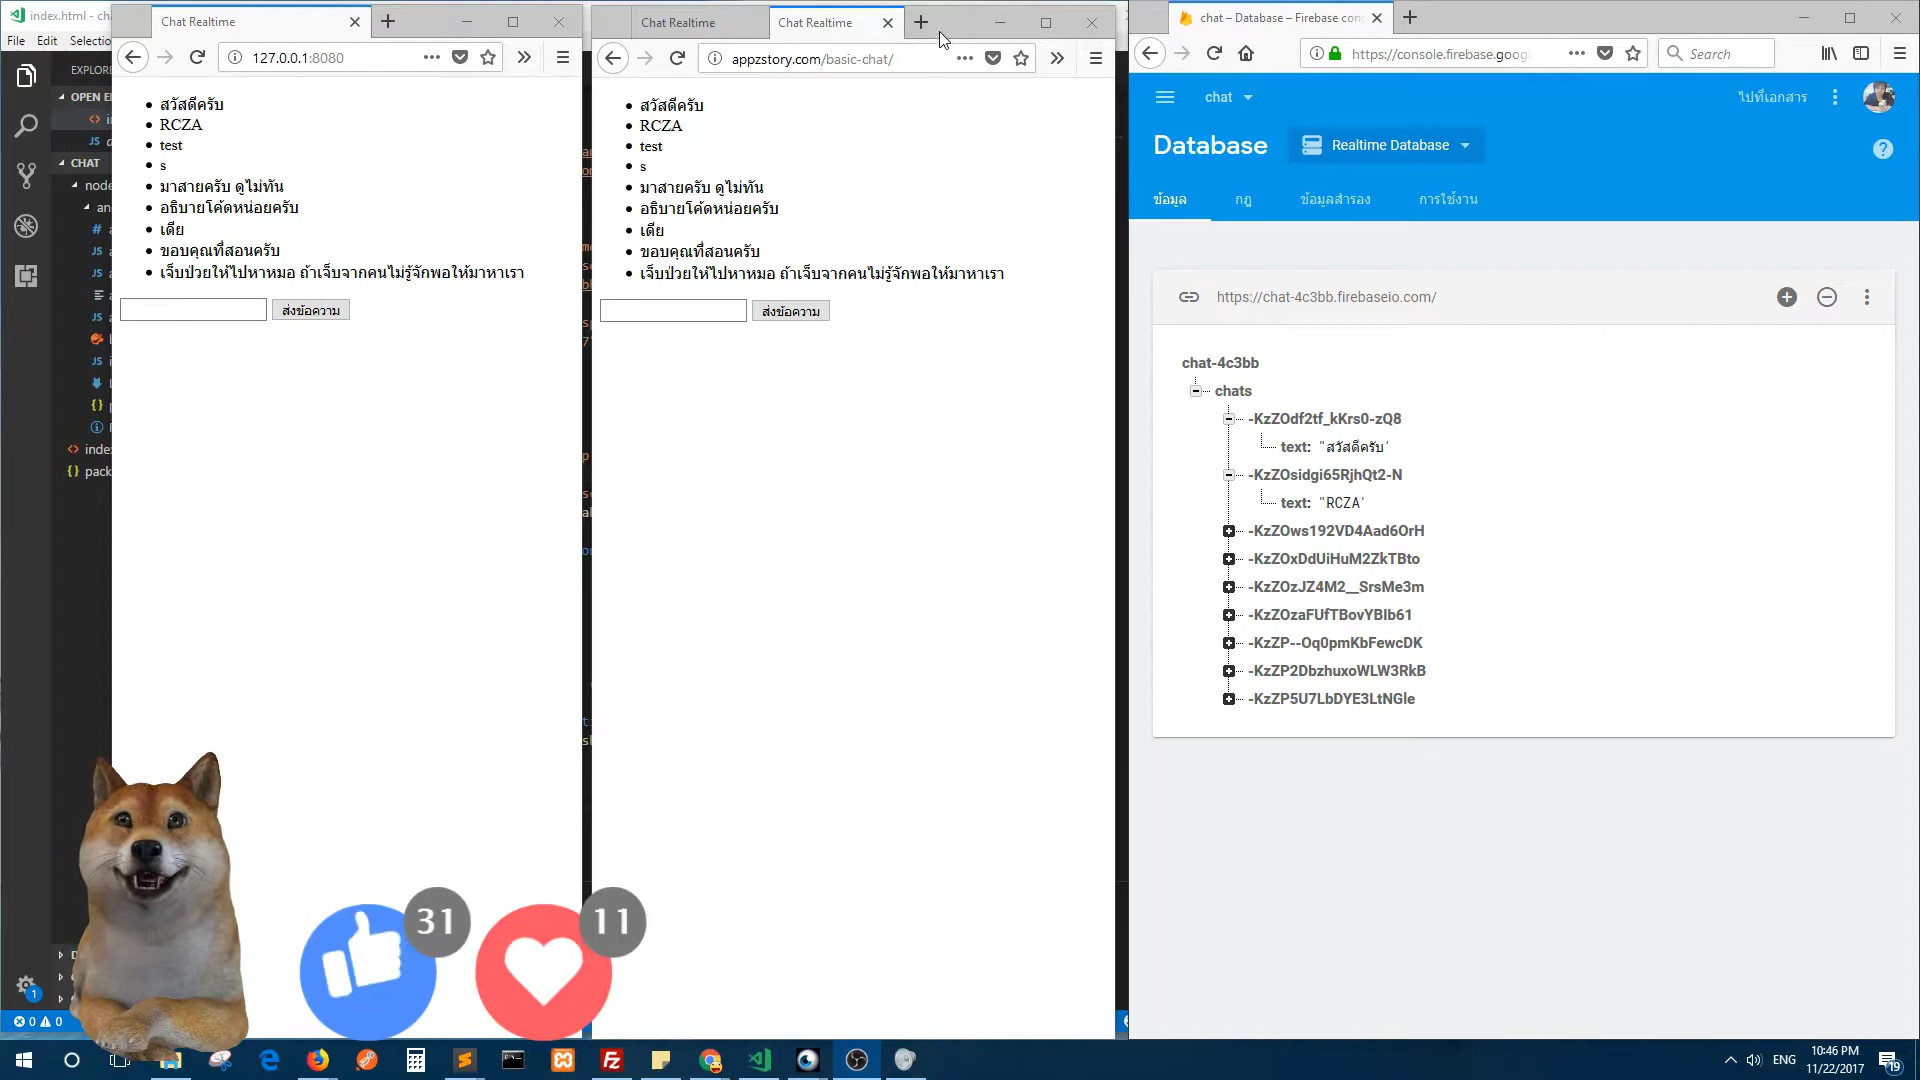 index.html - cha
File Edit Selectio
EXPLORE
OPEN E
CHAT
node
an
index
pack
0 0
1
Chat Realtime
127.0.0.1:8080
สวัสดีครับ
RCZA
test
s
มาสายครับ ดูไม่ทัน
อธิบายโค้ดหน่อยครับ
เดีย
ขอบคุณที่สอนครับ
เจ็บป่วยให้ไปหาหมอ ถ้าเจ็บจากคนไม่รู้จักพอให้มาหาเรา
ส่งข้อความ
Chat Realtime
Chat Realtime
appzstory.com/basic-chat/
สวัสดีครับ
RCZA
test
s
มาสายครับ ดูไม่ทัน
อธิบายโค้ดหน่อยครับ
เดีย
ขอบคุณที่สอนครับ
เจ็บป่วยให้ไปหาหมอ ถ้าเจ็บจากคนไม่รู้จักพอให้มาหาเรา
ส่งข้อความ
chat – Database – Firebase con
https://console.firebase.goog
Search
chat
ไปที่เอกสาร
Database
Realtime Database
ข้อมูล กฎ ข้อมูลสำรอง การใช้งาน
https://chat-4c3bb.firebaseio.com/
chat-4c3bb
chats
-KzZOdf2tf_kKrs0-zQ8
text: "สวัสดีครับ"
-KzZOsidgi65RjhQt2-N
text: "RCZA"
-KzZOws192VD4Aad6OrH
-KzZOxDdUiHuM2ZkTBto
-KzZOzJZ4M2__SrsMe3m
-KzZOzaFUfTBovYBIb61
-KzZP--Oq0pmKbFewcDK
-KzZP2DbzhuxoWLW3RkB
-KzZP5U7LbDYE3LtNGle
31
11
ENG
10:46 PM
11/22/2017
19